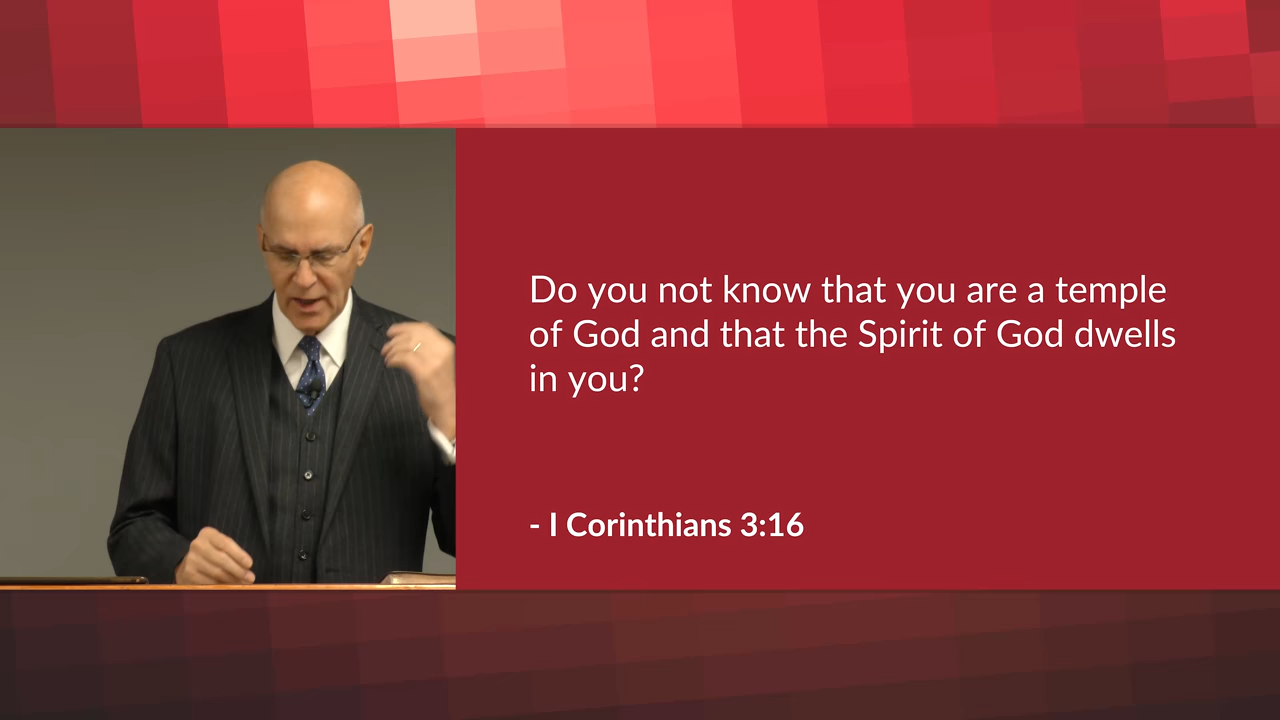 Do you not know that you are a temple
of God and that the Spirit of God dwells
in you?
- I Corinthians 3:16